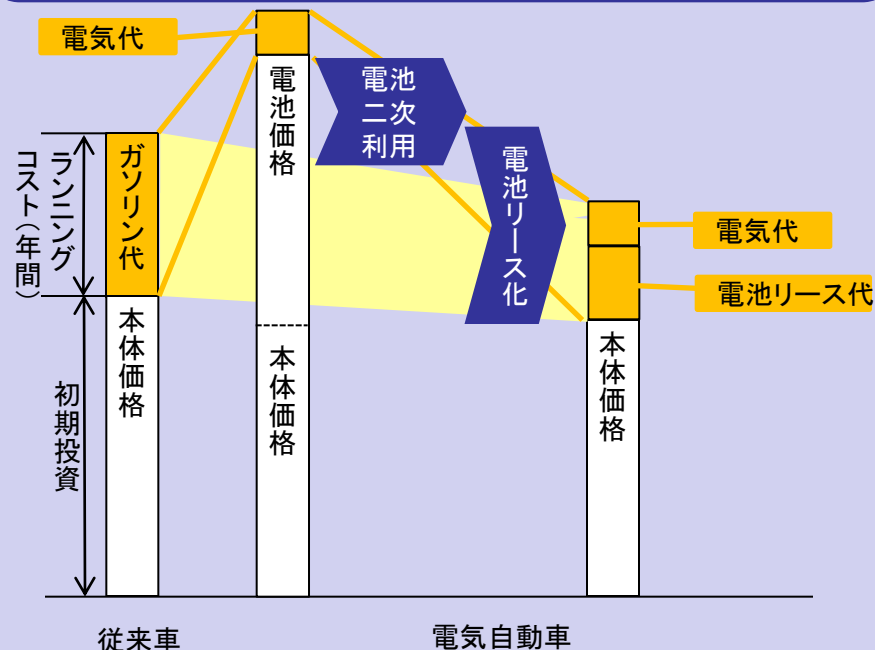 電気代
電池価格
電池
二次
利用
電池リース化
ランニング
コスト(年間)
ガソリン代
電気代
電池リース代
本体価格
本体価格
本体価格
初期投資
従来車
電気自動車